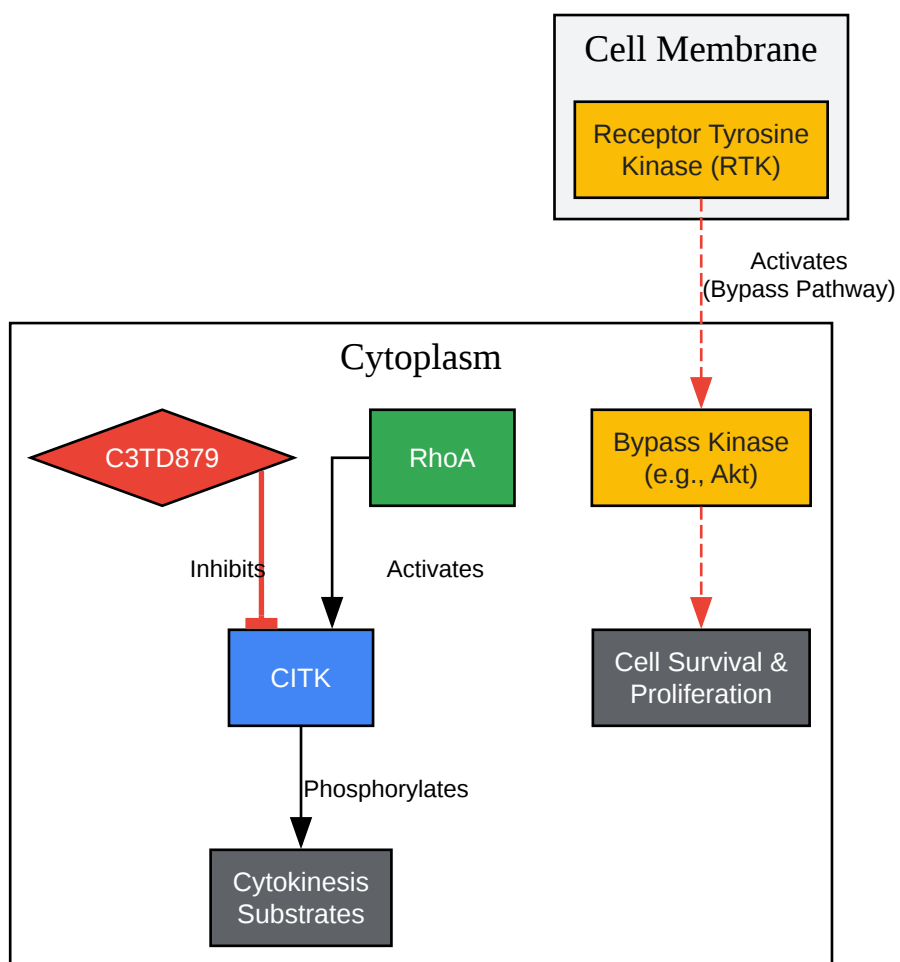 Cell Membrane
Receptor Tyrosine
Kinase (RTK)
Activates
(Bypass Pathway)
Cytoplasm
C3TD879
RhoA
Bypass Kinase
(e.g., Akt)
Inhibits
Activates
CITK
Cell Survival &
Proliferation
Phosphorylates
Cytokinesis
Substrates